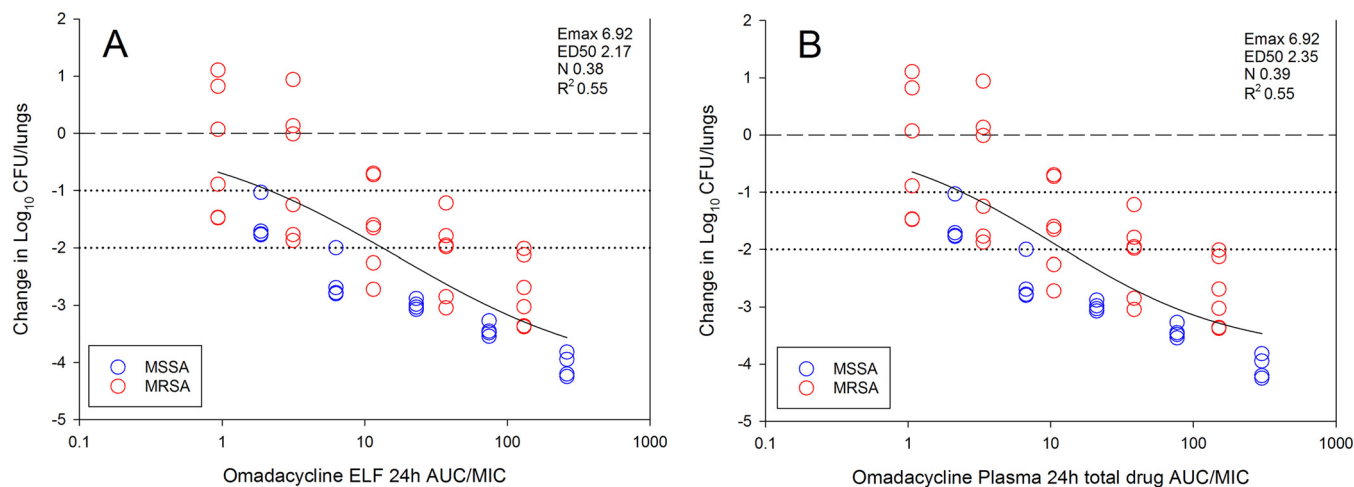 A
Emax 6.92
ED50 2.17
N 0.38
R² 0.55
2
1
0
-1
-2
-3
-4
-5
Change in Log₁₀ CFU/lungs
MSSA
MRSA
0.1 1 10 100 1000
Omadacycline ELF 24h AUC/MIC
B
Emax 6.92
ED50 2.35
N 0.39
R² 0.55
2
1
0
-1
-2
-3
-4
-5
Change in Log₁₀ CFU/lungs
MSSA
MRSA
0.1 1 10 100 1000
Omadacycline Plasma 24h total drug AUC/MIC